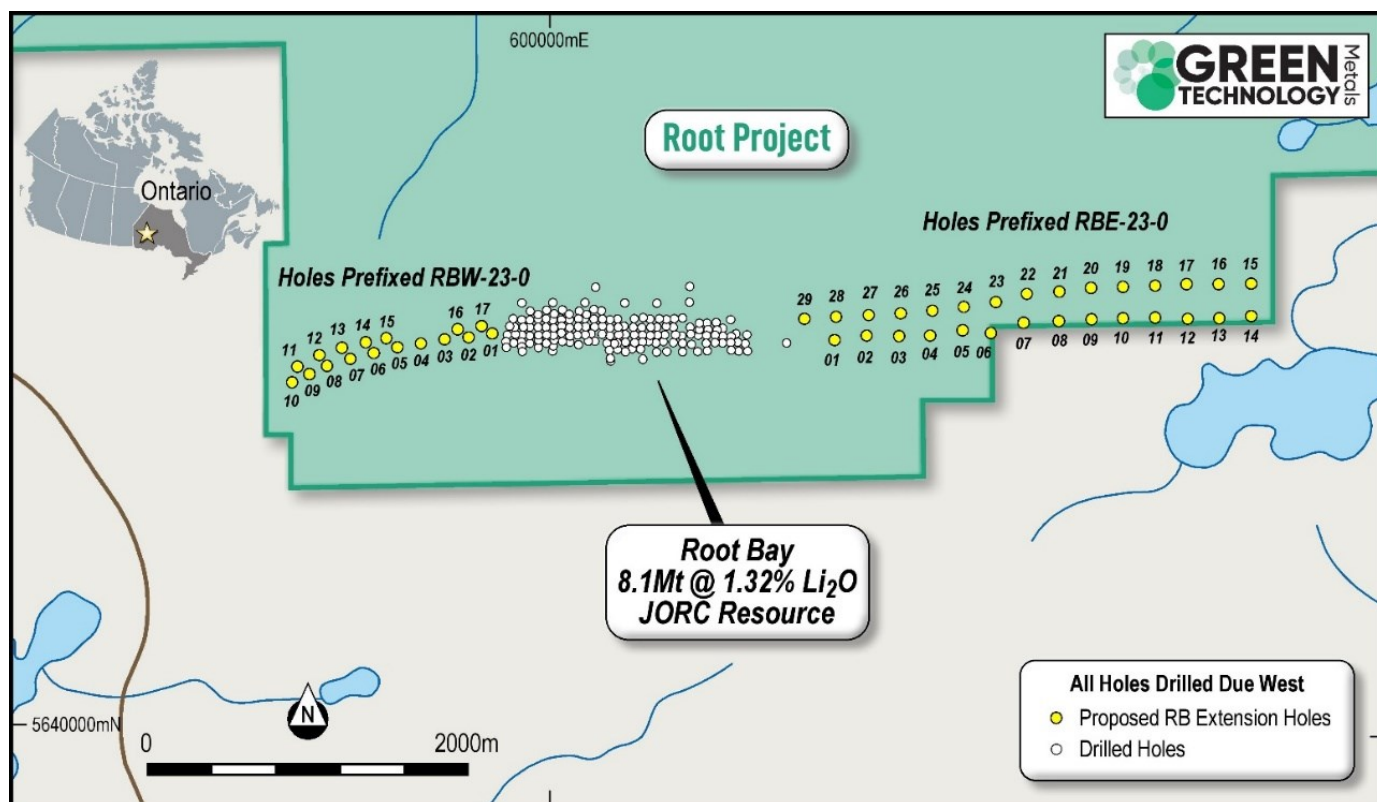 600000mE
GREEN
TECHNOLOGY
Metals
Root Project
Ontario
Holes Prefixed RBE-23-0
Holes Prefixed RBW-23-0
29 28 27 26 25 24 23 22 21 20 19 18 17 16 15
11 12 13 14 15 16 17
10 09 08 07 06 05 04 03 02 01
01 02 03 04 05 06 07 08 09 10 11 12 13 14
Root Bay
8.1Mt @ 1.32% Li₂O
JORC Resource
5640000mN
N
0 2000m
All Holes Drilled Due West
Proposed RB Extension Holes
Drilled Holes